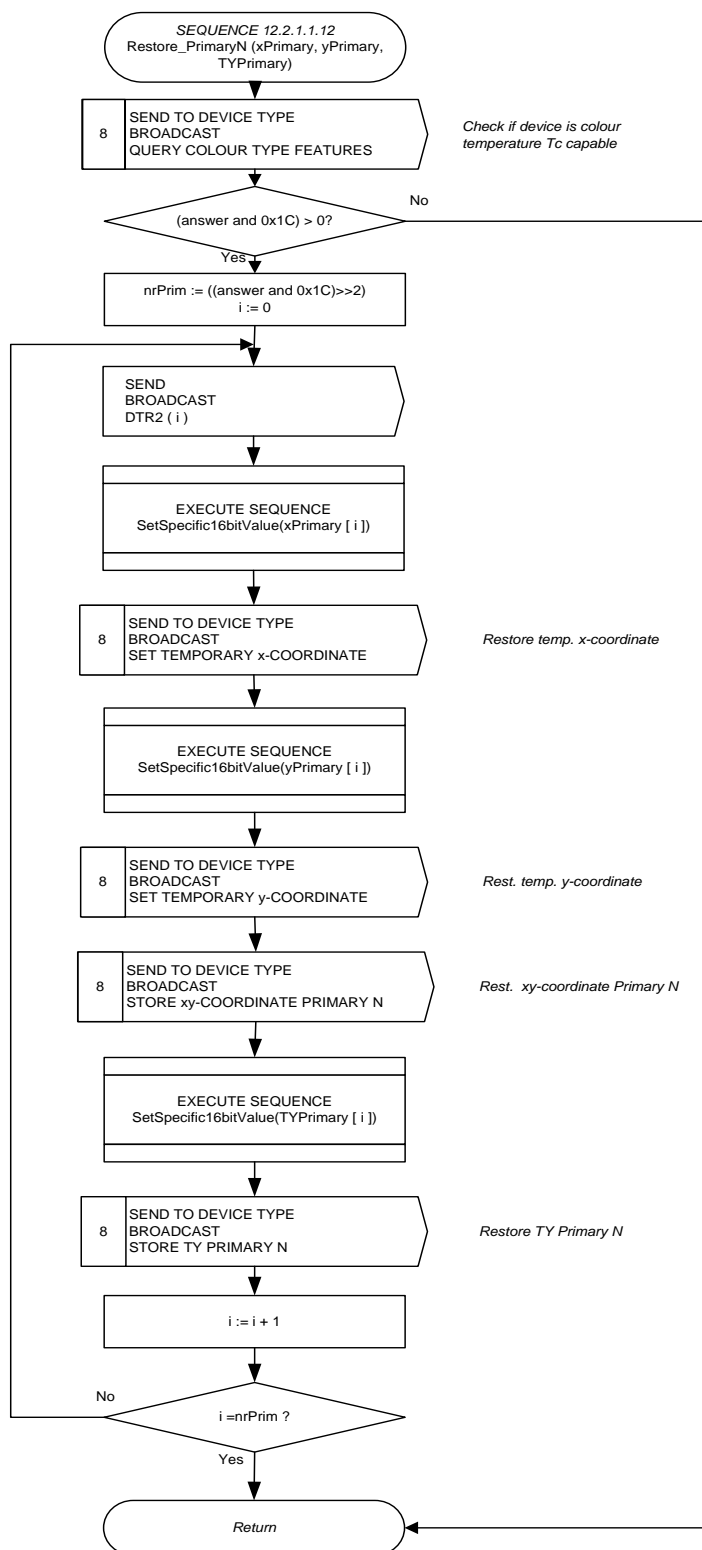 SEQUENCE 12.2.1.1.12
Restore_PrimaryN (xPrimary, yPrimary,
TYPrimary)
8
SEND TO DEVICE TYPE
BROADCAST
QUERY COLOUR TYPE FEATURES
Check if device is colour
temperature Tc capable
(answer and 0x1C) > 0?
No
Yes
nrPrim := ((answer and 0x1C)>>2)
i := 0
SEND
BROADCAST
DTR2 ( i )
EXECUTE SEQUENCE
SetSpecific16bitValue(xPrimary [ i ])
8
SEND TO DEVICE TYPE
BROADCAST
SET TEMPORARY x-COORDINATE
Restore temp. x-coordinate
EXECUTE SEQUENCE
SetSpecific16bitValue(yPrimary [ i ])
8
SEND TO DEVICE TYPE
BROADCAST
SET TEMPORARY y-COORDINATE
Rest. temp. y-coordinate
8
SEND TO DEVICE TYPE
BROADCAST
STORE xy-COORDINATE PRIMARY N
Rest.  xy-coordinate Primary N
EXECUTE SEQUENCE
SetSpecific16bitValue(TYPrimary [ i ])
8
SEND TO DEVICE TYPE
BROADCAST
STORE TY PRIMARY N
Restore TY Primary N
i := i + 1
No
i =nrPrim ?
Yes
Return